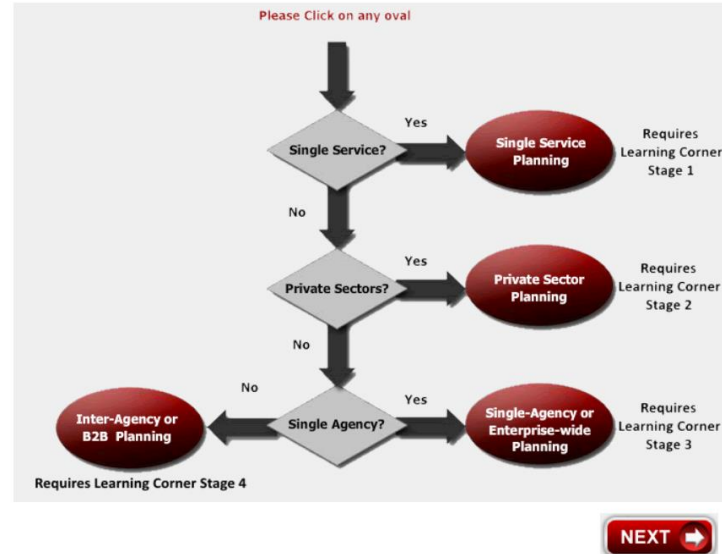 Please Click on any oval
Yes
Single Service?
Single Service
Planning
Requires
Learning Corner
Stage 1
No
Yes
Private Sectors?
Private Sector
Planning
Requires
Learning Corner
Stage 2
No
No
Yes
Inter-Agency or
B2B Planning
Single Agency?
Single-Agency or
Enterprise-wide
Planning
Requires
Learning Corner
Stage 3
Requires Learning Corner Stage 4
NEXT